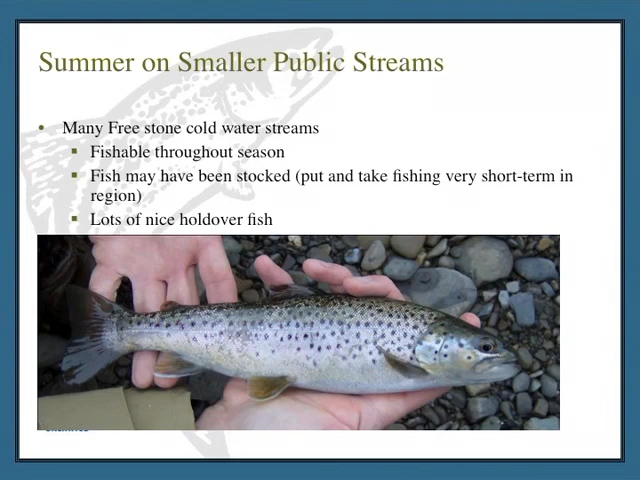 Summer on Smaller Public Streams
• Many Free stone cold water streams
▪ Fishable throughout season
▪ Fish may have been stocked (put and take fishing very short-term in
region)
▪ Lots of nice holdover fish